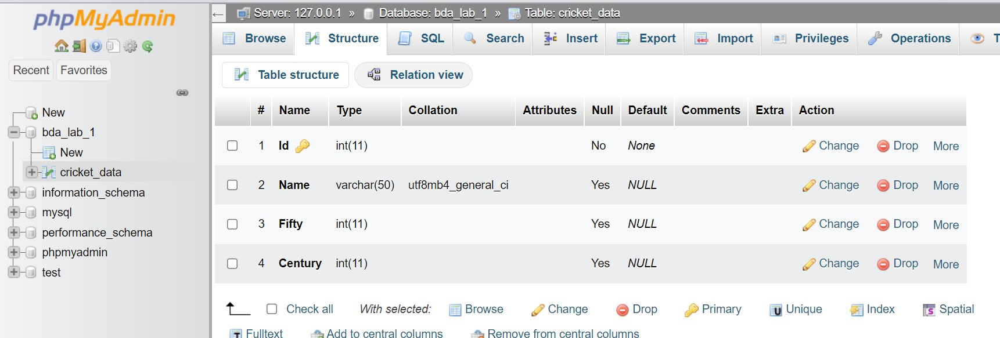 phpMyAdmin
Recent Favorites
New
bda_lab_1
New
cricket_data
information_schema
mysql
performance_schema
phpmyadmin
test
Server: 127.0.0.1 » Database: bda_lab_1 » Table: cricket_data
Browse Structure SQL Search Insert Export Import Privileges Operations T
Table structure Relation view
# Name Type Collation Attributes Null Default Comments Extra Action
1 Id int(11) No None Change Drop More
2 Name varchar(50) utf8mb4_general_ci Yes NULL Change Drop More
3 Fifty int(11) Yes NULL Change Drop More
4 Century int(11) Yes NULL Change Drop More
Check all With selected: Browse Change Drop Primary Unique Index Spatial
Fulltext Add to central columns Remove from central columns